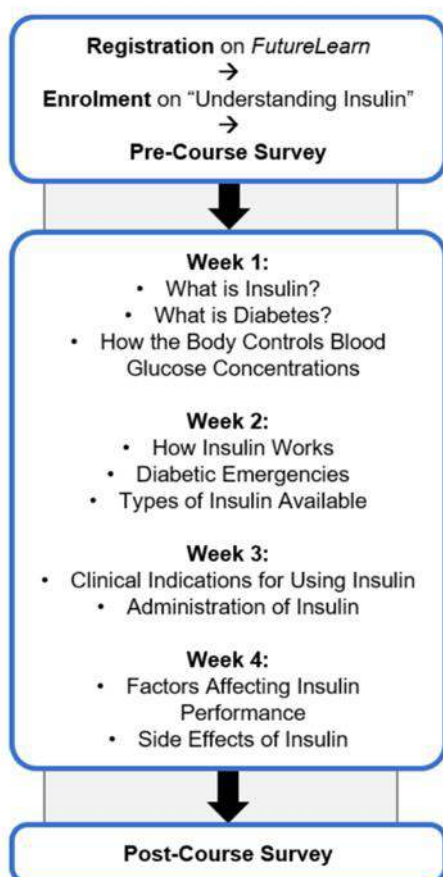 Registration on FutureLearn
→
Enrolment on “Understanding Insulin”
→
Pre-Course Survey
Week 1:
• What is Insulin?
• What is Diabetes?
• How the Body Controls Blood
Glucose Concentrations
Week 2:
• How Insulin Works
• Diabetic Emergencies
• Types of Insulin Available
Week 3:
• Clinical Indications for Using Insulin
• Administration of Insulin
Week 4:
• Factors Affecting Insulin
Performance
• Side Effects of Insulin
Post-Course Survey